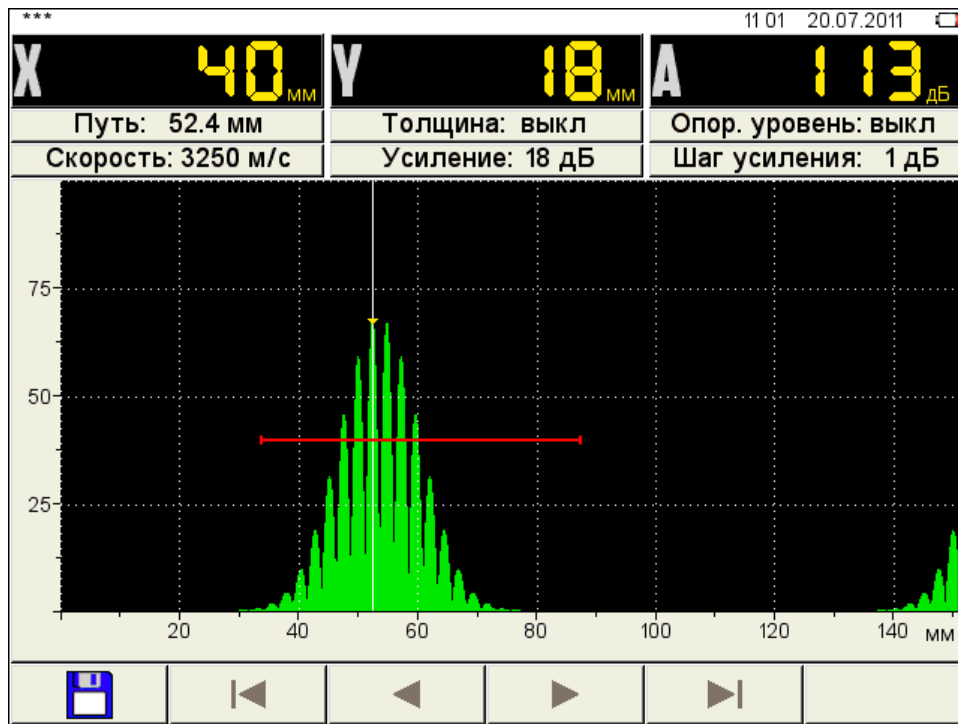 *** 11 01 20.07.2011
X 40 мм Y 18 мм A 113 дБ
Путь: 52.4 мм Толщина: выкл Опор. уровень: выкл
Скорость: 3250 м/с Усиление: 18 дБ Шаг усиления: 1 дБ
75
50
25
20 40 60 80 100 120 140 мм